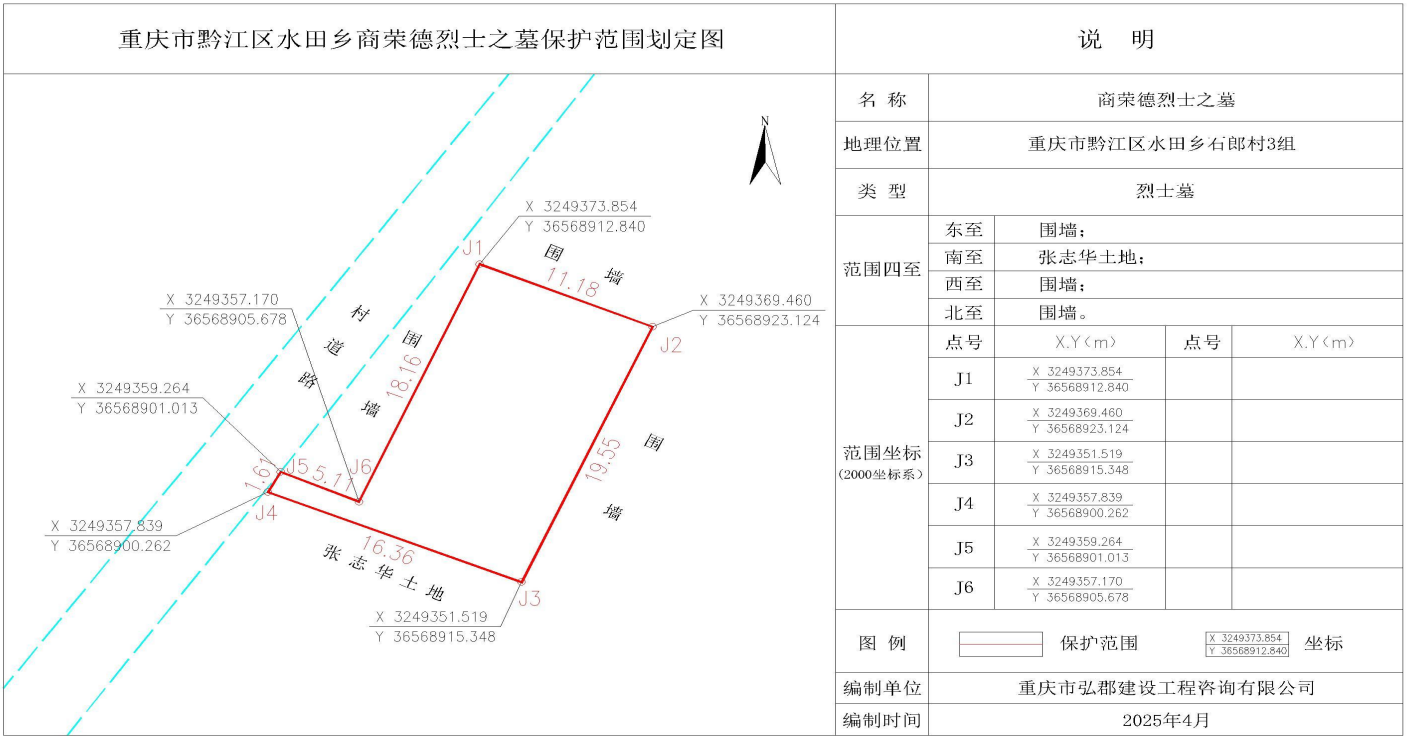 重庆市黔江区水田乡商荣德烈士之墓保护范围划定图
N
X 3249373.854
Y 36568912.840
J1
围墙
11.18
X 3249369.460
Y 36568923.124
J2
X 3249357.170
Y 36568905.678
村道路
围墙
18.16
X 3249359.264
Y 36568901.013
J5
5.11
J6
1.61
J4
19.55
围墙
X 3249357.839
Y 36568900.262
16.36
张志华土地
J3
X 3249351.519
Y 36568915.348
说 明
名 称 商荣德烈士之墓
地理位置 重庆市黔江区水田乡石郎村3组
类 型 烈士墓
范围四至
东至 围墙;
南至 张志华土地;
西至 围墙;
北至 围墙。
范围坐标
(2000坐标系)
点号 X.Y(m) 点号 X.Y(m)
J1 X 3249373.854
Y 36568912.840
J2 X 3249369.460
Y 36568923.124
J3 X 3249351.519
Y 36568915.348
J4 X 3249357.839
Y 36568900.262
J5 X 3249359.264
Y 36568901.013
J6 X 3249357.170
Y 36568905.678
图 例 保护范围
X 3249373.854
Y 36568912.840
坐标
编制单位 重庆市弘郡建设工程咨询有限公司
编制时间 2025年4月